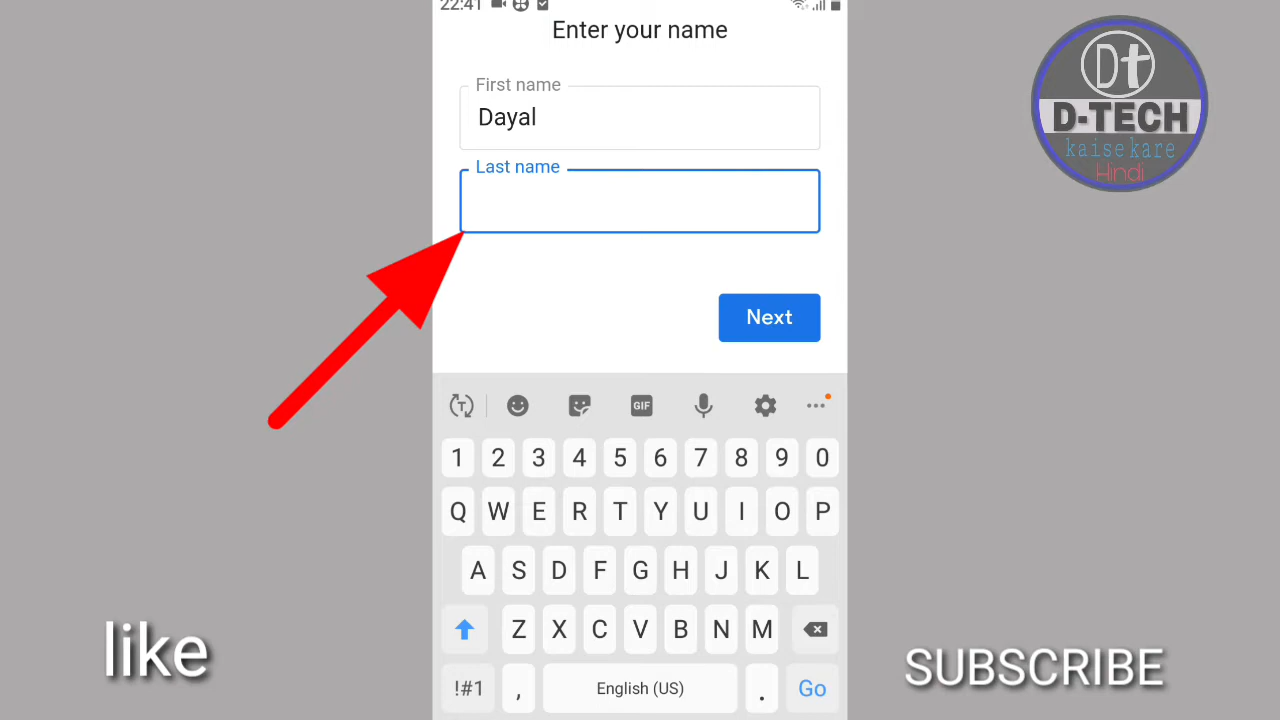 22:41
Enter your name
First name
Dayal
Last name
Next
T
GIF
1 2 3 4 5 6 7 8 9 0
Q W E R T Y U I O P
A S D F G H J K L
Z X C V B N M
!#1 , English (US) . Go
Dt
D-TECH
kaise kare
Hindi
like
SUBSCRIBE